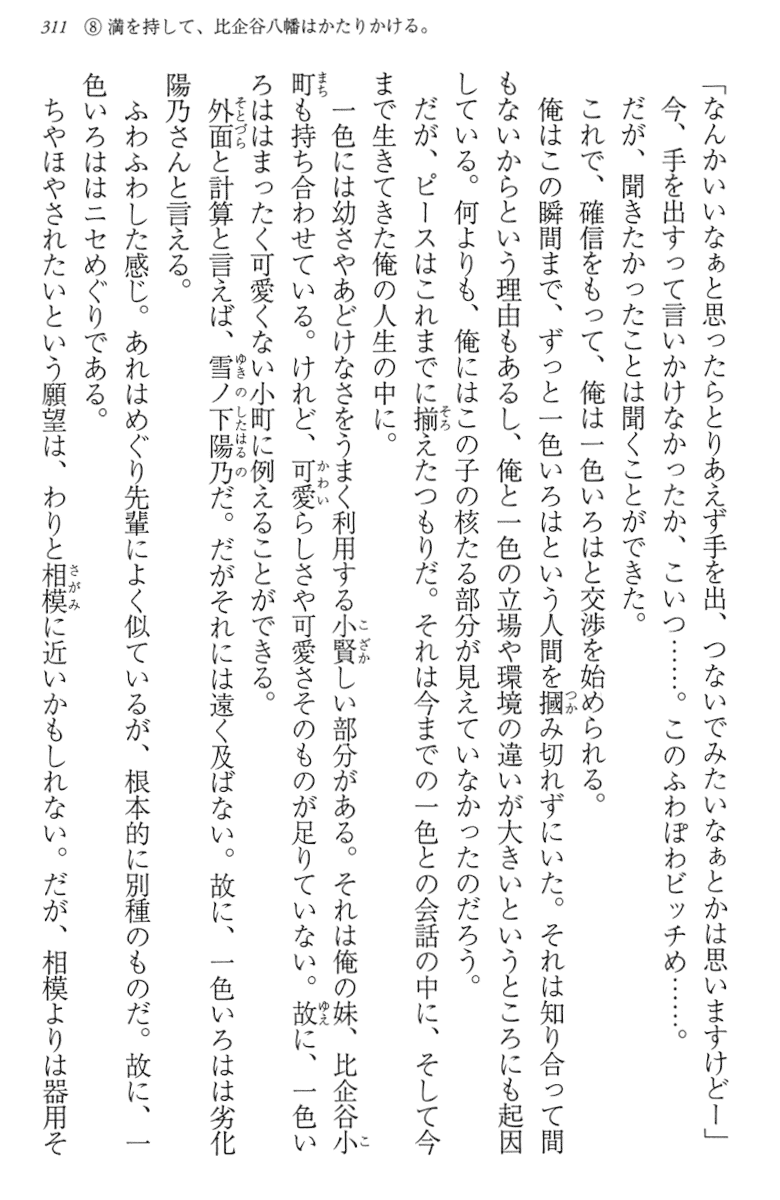 311 ⑧ 満を持して、比企谷八幡はかたりかける。
「なんかいいなぁと思ったらとりあえず手を出、つないでみたいなぁとかは思いますけどー」
今、手を出すって言いかけなかったか、こいつ……。このふわぽわビッチめ……。
だが、聞きたかったことは聞くことができた。
これで、確信をもって、俺は一色いろはと交渉を始められる。
俺はこの瞬間まで、ずっと一色いろはという人間を摑み切れずにいた。それは知り合って間
もないからという理由もあるし、俺と一色の立場や環境の違いが大きいというところにも起因
している。何よりも、俺にはこの子の核たる部分が見えていなかったのだろう。
だが、ピースはこれまでに揃えたつもりだ。それは今までの一色との会話の中に、そして今
まで生きてきた俺の人生の中に。
一色には幼さやあどけなさをうまく利用する小賢しい部分がある。それは俺の妹、比企谷小
町も持ち合わせている。けれど、可愛らしさや可愛さそのものが足りていない。故に、一色い
ろははまったく可愛くない小町に例えることができる。
外面と計算と言えば、雪ノ下陽乃だ。だがそれには遠く及ばない。故に、一色いろはは劣化
陽乃さんと言える。
ふわふわした感じ。あれはめぐり先輩によく似ているが、根本的に別種のものだ。故に、一
色いろははニセめぐりである。
ちやほやされたいという願望は、わりと相模に近いかもしれない。だが、相模よりは器用そ